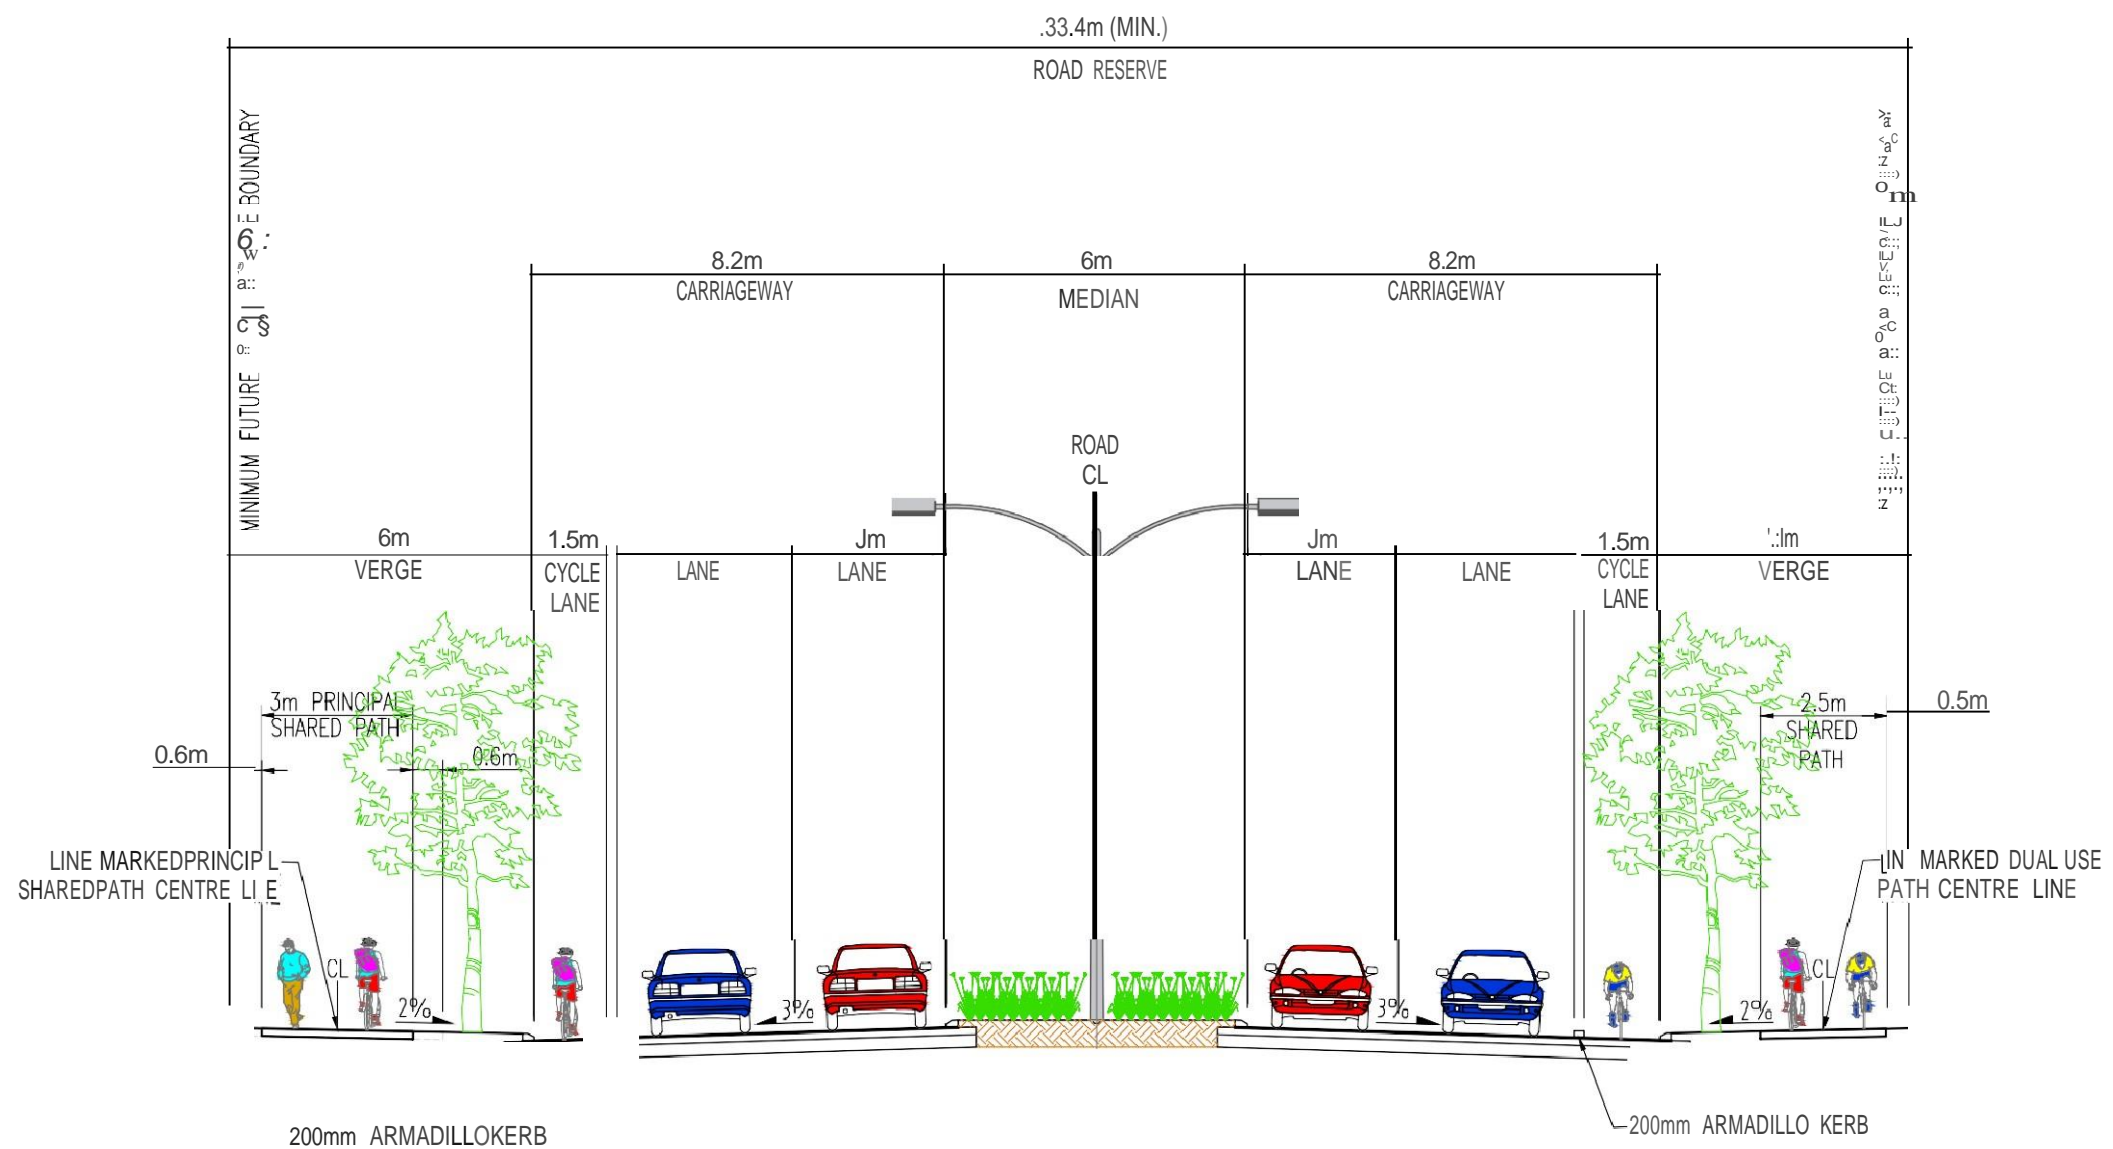 .33.4m (MIN.)
ROAD RESERVE
MINIMUM FUTURE
BOUNDARY
8.2m
CARRIAGEWAY
6m
MEDIAN
8.2m
CARRIAGEWAY
ROAD
CL
6m
VERGE
1.5m
CYCLE
LANE
LANE
Jm
LANE
Jm
LANE
LANE
1.5m
CYCLE
LANE
VERGE
3m PRINCIPAL
SHARED PATH
0.6m
0.6m
2.5m
SHARED
PATH
0.5m
LINE MARKEDPRINCIP L
SHAREDPATH CENTRE LI E
IN MARKED DUAL USE
PATH CENTRE LINE
CL
2%
3%
3%
2%
CL
200mm ARMADILLOKERB
200mm ARMADILLO KERB